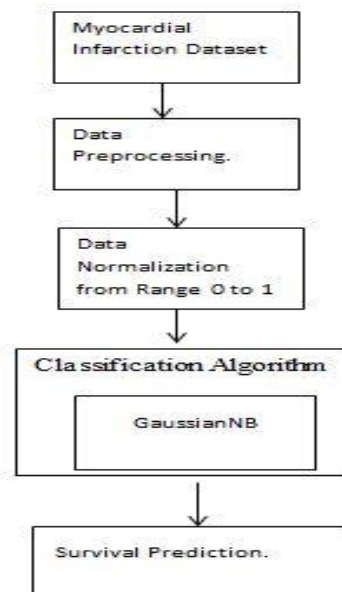 Myocardial
Infarction Dataset
Data
Preprocessing.
Data
Normalization
from Range 0 to 1
Classification Algorithm
GaussianNB
Survival Prediction.